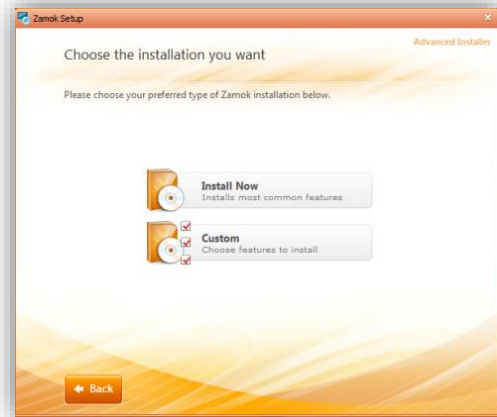 Zamok Setup
Advanced Installer
Choose the installation you want
Please choose your preferred type of Zamok installation below.
Install Now
Installs most common features
Custom
Choose features to install
Back